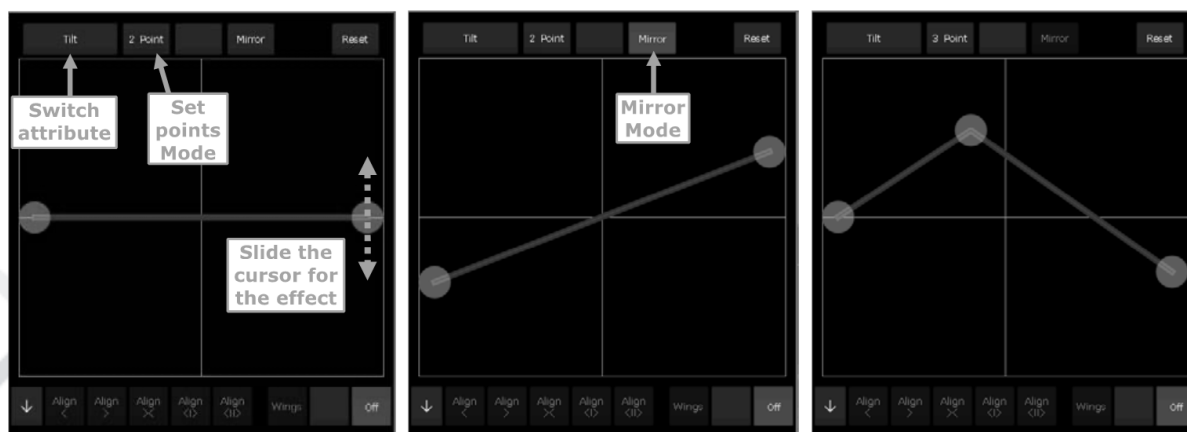 Tilt 2 Point Mirror Reset
Switch
attribute
Set
points
Mode
Slide the
cursor for
the effect
Align < Align > Align >< Align <|> Align <||> Wings Off
Tilt 2 Point Mirror Reset
Mirror
Mode
Align < Align > Align >< Align <|> Align <||> Wings Off
Tilt 3 Point Mirror Reset
Align < Align > Align >< Align <|> Align <||> Wings Off